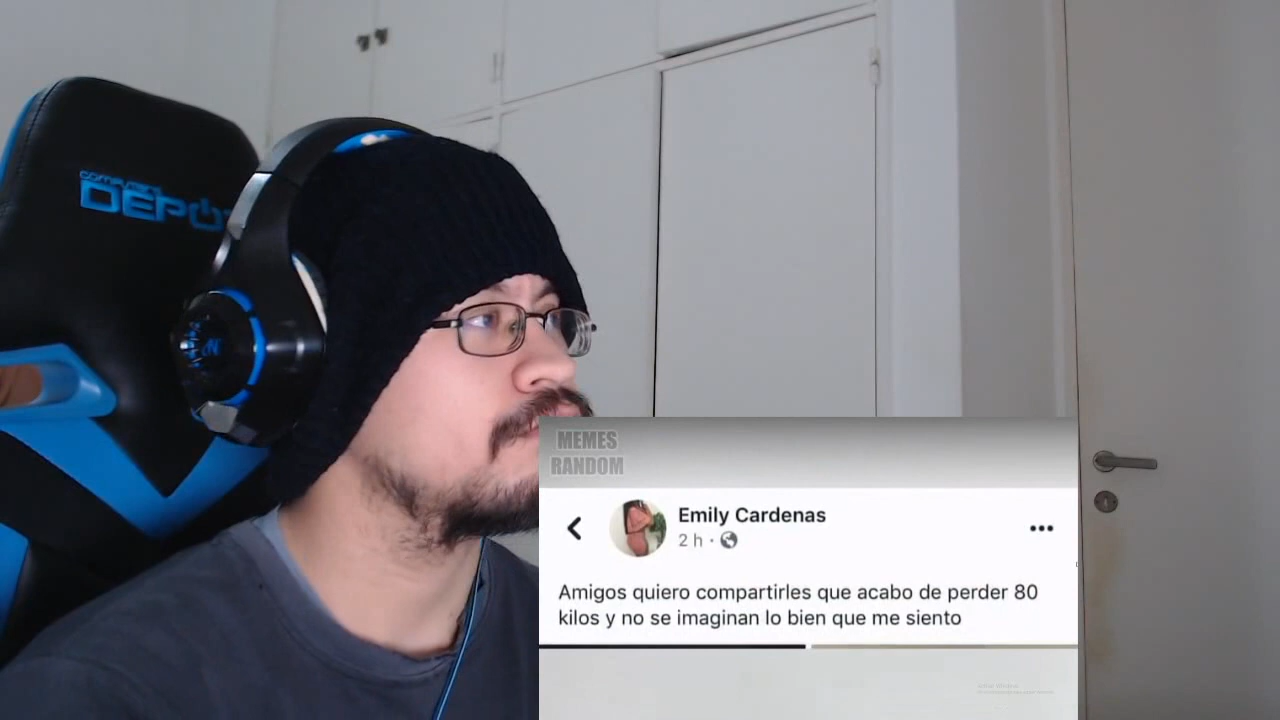 COMPUTERS
DEPO
MEMES
RANDOM
Emily Cardenas
2 h ·
Amigos quiero compartirles que acabo de perder 80
kilos y no se imaginan lo bien que me siento